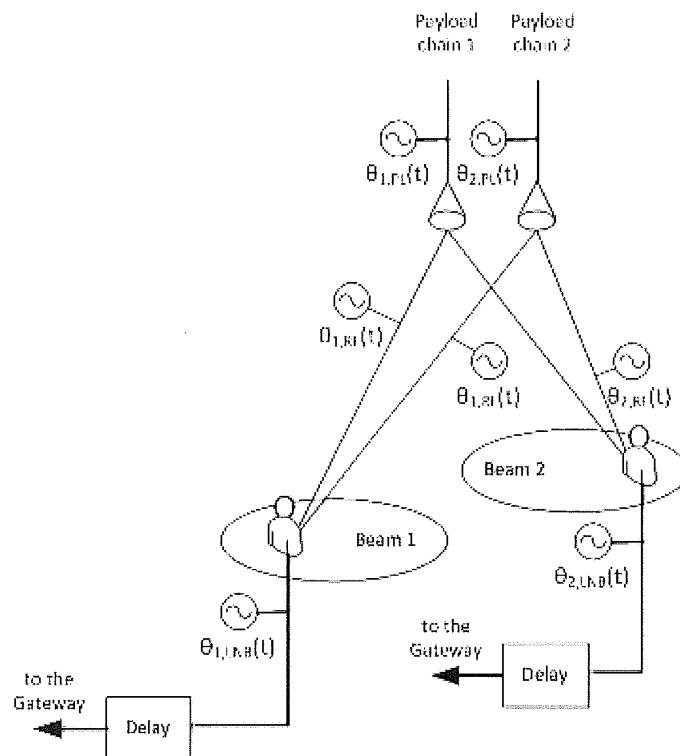 Payload chain 1
Payload chain 2
θ1,PL(t)
θ2,PL(t)
θ1,RF(t)
θ1,RF(t)
θ2,RF(t)
Beam 2
Beam 1
θ2,LNB(t)
θ1,LNB(t)
to the
Gateway
Delay
to the
Gateway
Delay